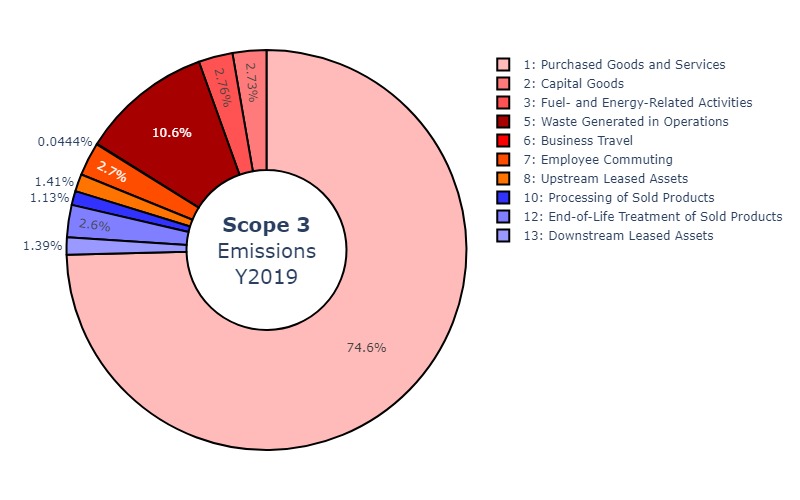 2.76%
2.73%
10.6%
0.0444%
2.7%
1.41%
1.13%
2.6%
1.39%
74.6%
Scope 3
Emissions
Y2019
1: Purchased Goods and Services
2: Capital Goods
3: Fuel- and Energy-Related Activities
5: Waste Generated in Operations
6: Business Travel
7: Employee Commuting
8: Upstream Leased Assets
10: Processing of Sold Products
12: End-of-Life Treatment of Sold Products
13: Downstream Leased Assets